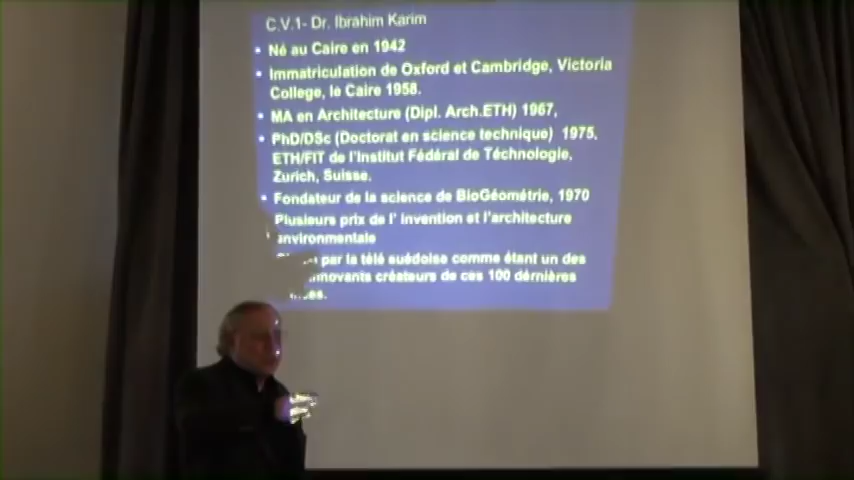 C.V.1- Dr. Ibrahim Karim
• Né au Caire en 1942
• Immatriculation de Oxford et Cambridge, Victoria
College, le Caire 1958.
• MA en Architecture (Dipl. Arch.ETH) 1967,
• PhD/DSc (Doctorat en science technique) 1975,
ETH/FIT de l'Institut Fédéral de Téchnologie,
Zurich, Suisse.
• Fondateur de la science de BioGéométrie, 1970
Plusieurs prix de l' invention et l'architecture
environmentale
par la télé suédoise comme étant un des
innovants créateurs de ces 100 dérnières